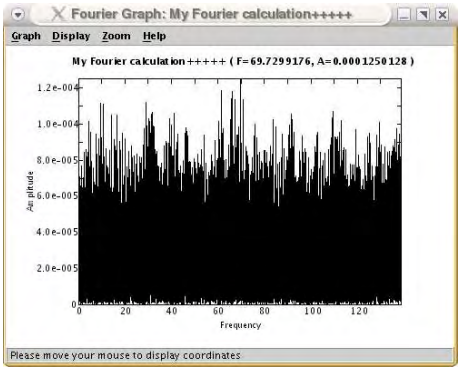 Fourier Graph: My Fourier calculation+++++
Graph Display Zoom Help
My Fourier calculation+++++ ( F=69.7299176, A=0.0001250128 )
1.2e-004
1.0e-004
8.0e-005
6.0e-005
4.0e-005
2.0e-005
0
Amplitude
0 20 40 60 80 100 120
Frequency
Please move your mouse to display coordinates